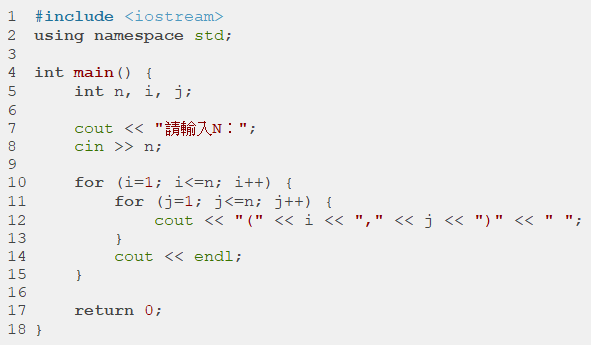 1 #include <iostream>
2 using namespace std;
3
4 int main() {
5     int n, i, j;
6
7     cout << "請輸入N：";
8     cin >> n;
9
10     for (i=1; i<=n; i++) {
11         for (j=1; j<=n; j++) {
12             cout << "(" << i << "," << j << ")" << " ";
13         }
14         cout << endl;
15     }
16
17     return 0;
18 }